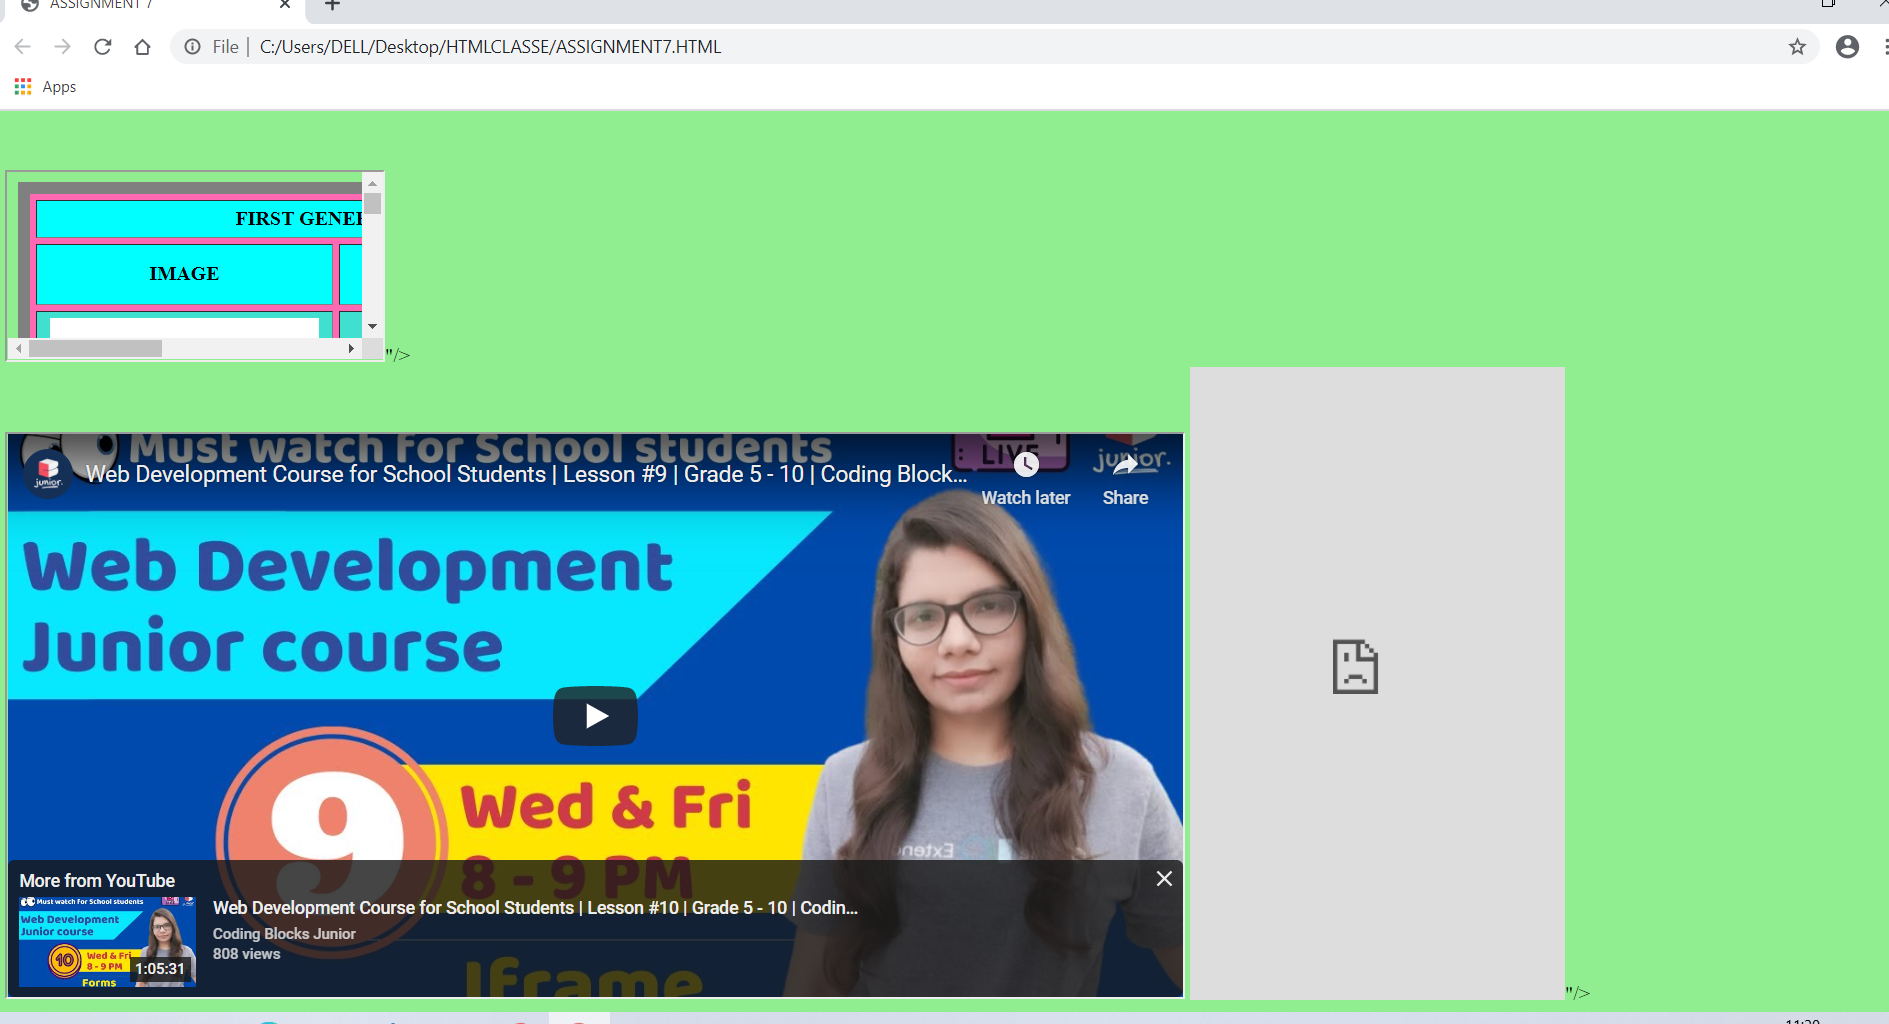 ASSIGNMENT 7
File | C:/Users/DELL/Desktop/HTMLCLASSE/ASSIGNMENT7.HTML
Apps
FIRST GENE
IMAGE
"/>
Must watch for School students
LIVE
junior.
junior.
Web Development Course for School Students | Lesson #9 | Grade 5 - 10 | Coding Block...
Watch later
Share
Web Development
Junior course
9
Wed & Fri
8 - 9 PM
Iframe
More from YouTube
Must watch for School students
Web Development
Junior course
10
Wed & Fri
8 - 9 PM
Forms
1:05:31
Web Development Course for School Students | Lesson #10 | Grade 5 - 10 | Codin...
Coding Blocks Junior
808 views
"/>